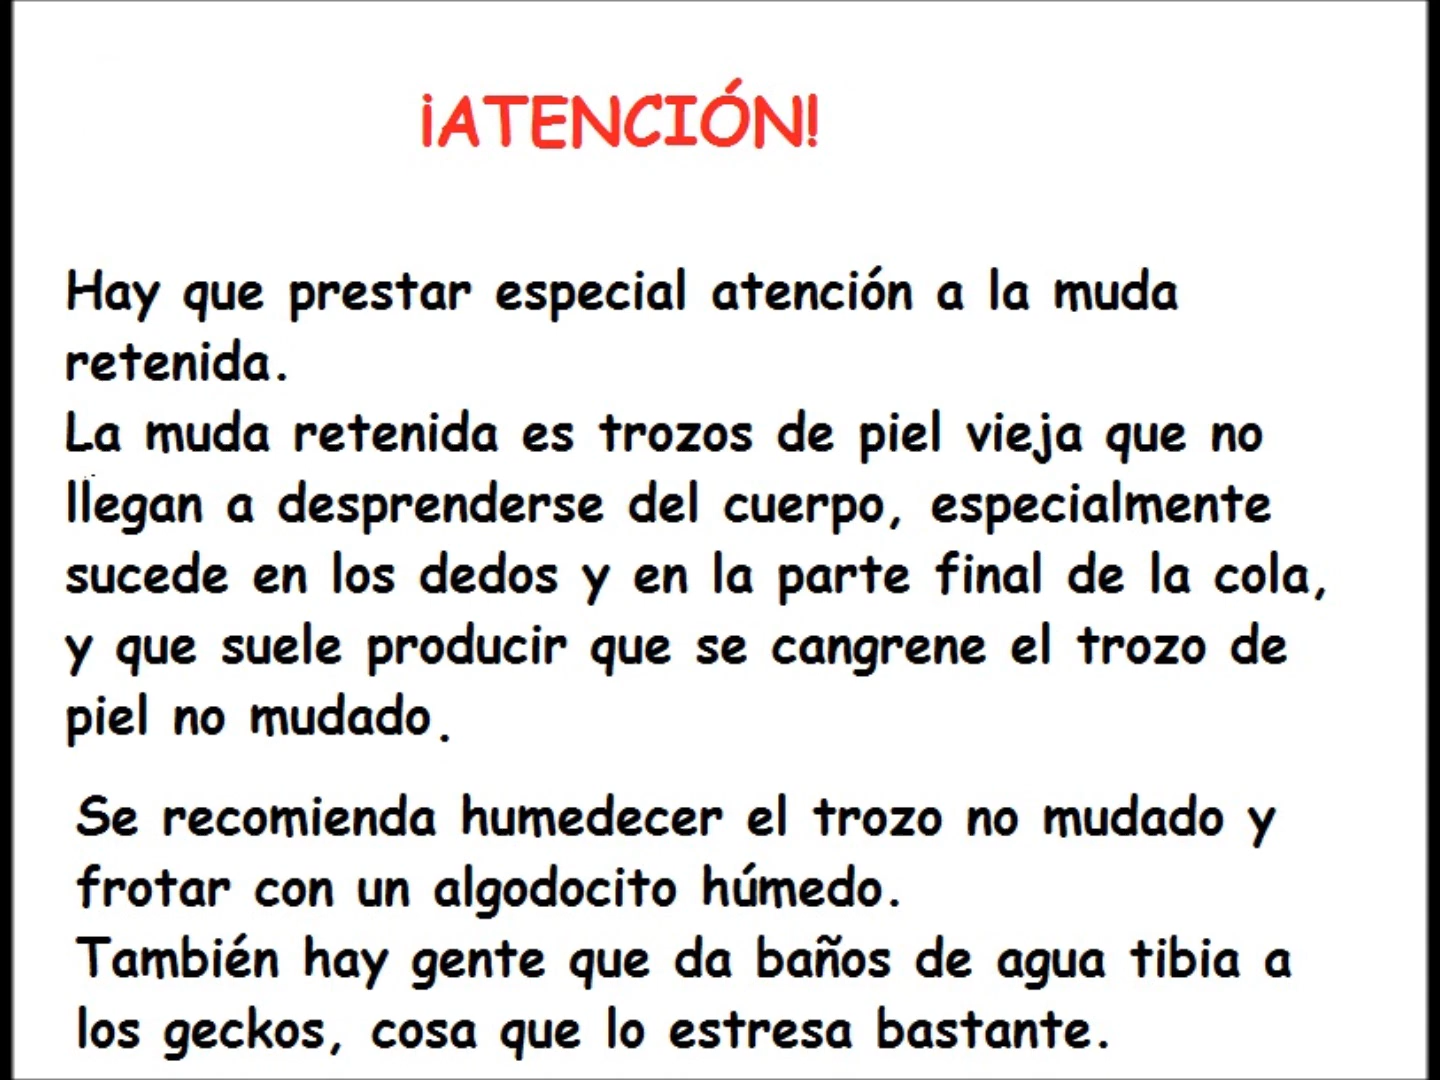 ¡ATENCIÓN!
Hay que prestar especial atención a la muda
retenida.
La muda retenida es trozos de piel vieja que no
llegan a desprenderse del cuerpo, especialmente
sucede en los dedos y en la parte final de la cola,
y que suele producir que se cangrene el trozo de
piel no mudado.
Se recomienda humedecer el trozo no mudado y
frotar con un algodocito húmedo.
También hay gente que da baños de agua tibia a
los geckos, cosa que lo estresa bastante.